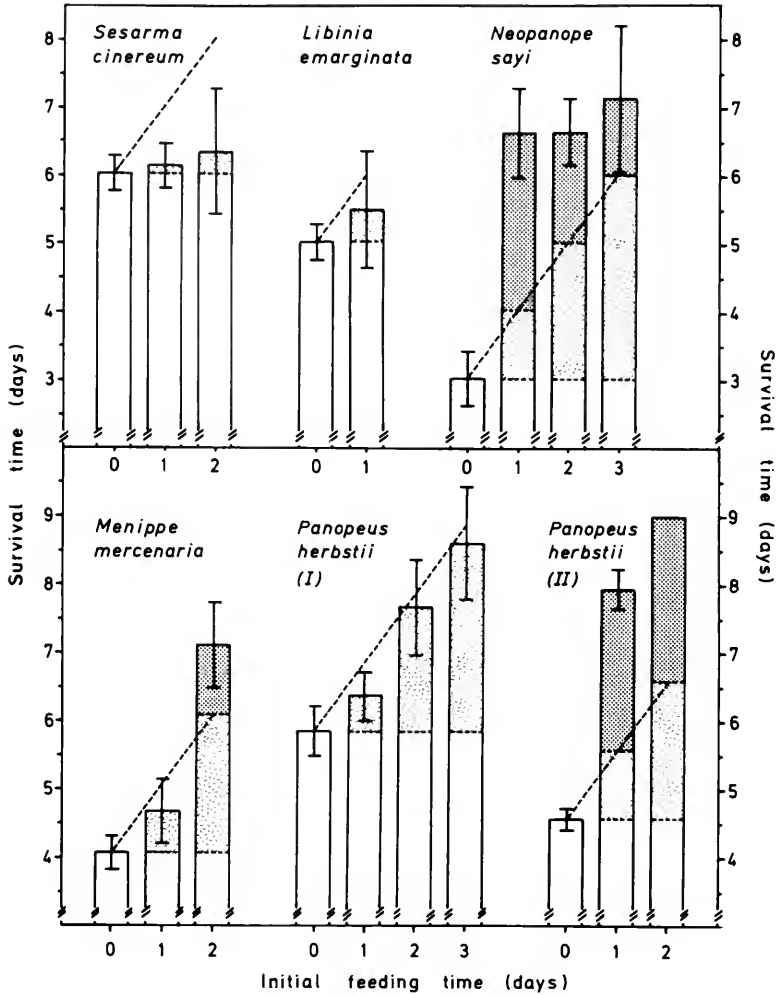 Sesarma
cinereum
Libinia
emarginata
Neopanope
sayi
8
7
6
5
4
3
8
7
6
5
4
3
0 1 2
0 1
0 1 2 3
Survival time (days)
Survival time (days)
Menippe
mercenaria
Panopeus
herbstii
(I)
Panopeus
herbstii
(II)
9
8
7
6
5
4
9
8
7
6
5
4
0 1 2
0 1 2 3
0 1 2
Initial feeding time (days)